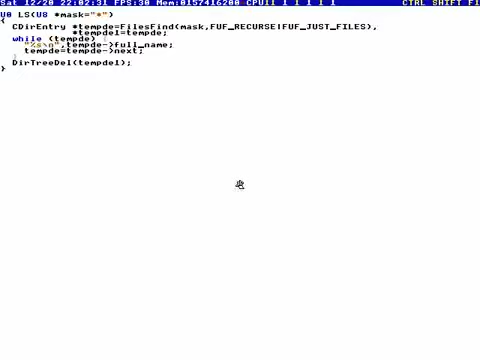 Sat 12/20 22:02:31 FPS:30 Mem:0157416200 CPU11 1 1 1 1 1 CTRL SHIFT F1
U0 LS(U8 *mask="*")
{
CDirEntry *tempde=FilesFind(mask,FUF_RECURSE|FUF_JUST_FILES),
*tempde1=tempde;
while (tempde) {
"%s\n",tempde->full_name;
tempde=tempde->next;
}
DirTreeDel(tempde1);
}